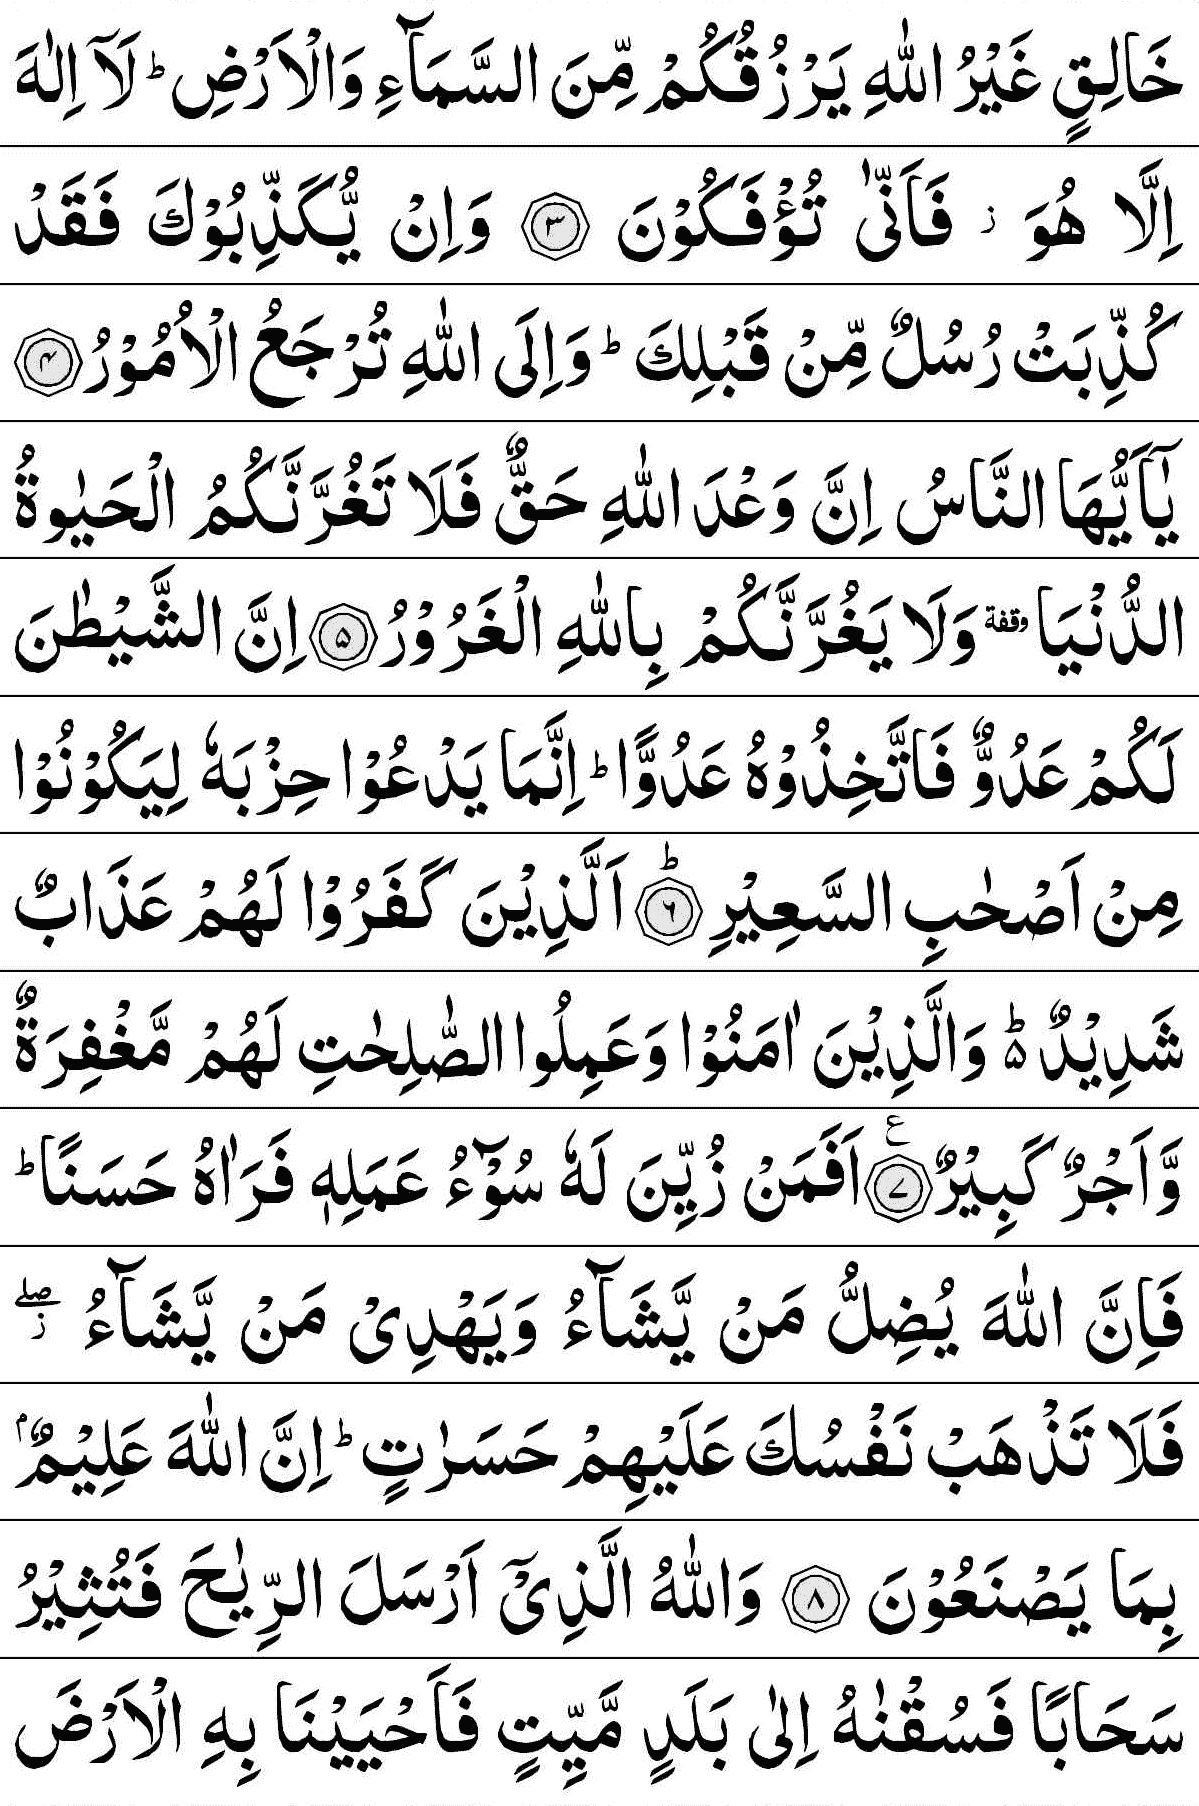 خَالِقٍ غَيْرُ اللّٰهِ يَرْزُقُكُمْ مِّنَ السَّمَآءِ وَالْاَرْضِ ؕ لَاۤ اِلٰهَ
اِلَّا هُوَ ۖز فَاَنّٰى تُؤْفَكُوْنَ ﴿۳﴾ وَاِنْ يُّكَذِّبُوْكَ فَقَدْ
كُذِّبَتْ رُسُلٌ مِّنْ قَبْلِكَ ؕ وَاِلَى اللّٰهِ تُرْجَعُ الْاُمُوْرُ ﴿۴﴾
يٰۤاَيُّهَا النَّاسُ اِنَّ وَعْدَ اللّٰهِ حَقٌّ فَلَا تَغُرَّنَّكُمُ الْحَيٰوةُ
الدُّنْيَا وقفة وَلَا يَغُرَّنَّكُمْ بِاللّٰهِ الْغَرُوْرُ ﴿۵﴾ اِنَّ الشَّيْطٰنَ
لَكُمْ عَدُوٌّ فَاتَّخِذُوْهُ عَدُوًّا ؕ اِنَّمَا يَدْعُوْا حِزْبَهٗ لِيَكُوْنُوْا
مِنْ اَصْحٰبِ السَّعِيْرِ ؕ﴿۶﴾ اَلَّذِيْنَ كَفَرُوْا لَهُمْ عَذَابٌ
شَدِيْدٌ ؕ۵ وَالَّذِيْنَ اٰمَنُوْا وَعَمِلُوا الصّٰلِحٰتِ لَهُمْ مَّغْفِرَةٌ
وَّاَجْرٌ كَبِيْرٌ ع﴿۷﴾ اَفَمَنْ زُيِّنَ لَهٗ سُوْٓءُ عَمَلِهٖ فَرَاٰهُ حَسَنًا ؕ
فَاِنَّ اللّٰهَ يُضِلُّ مَنْ يَّشَآءُ وَيَهْدِىْ مَنْ يَّشَآءُ ۖز
فَلَا تَذْهَبْ نَفْسُكَ عَلَيْهِمْ حَسَرٰتٍ ؕ اِنَّ اللّٰهَ عَلِيْمٌۢ
بِمَا يَصْنَعُوْنَ ﴿۸﴾ وَاللّٰهُ الَّذِىْۤ اَرْسَلَ الرِّيٰحَ فَتُثِيْرُ
سَحَابًا فَسُقْنٰهُ اِلٰى بَلَدٍ مَّيِّتٍ فَاَحْيَيْنَا بِهِ الْاَرْضَ